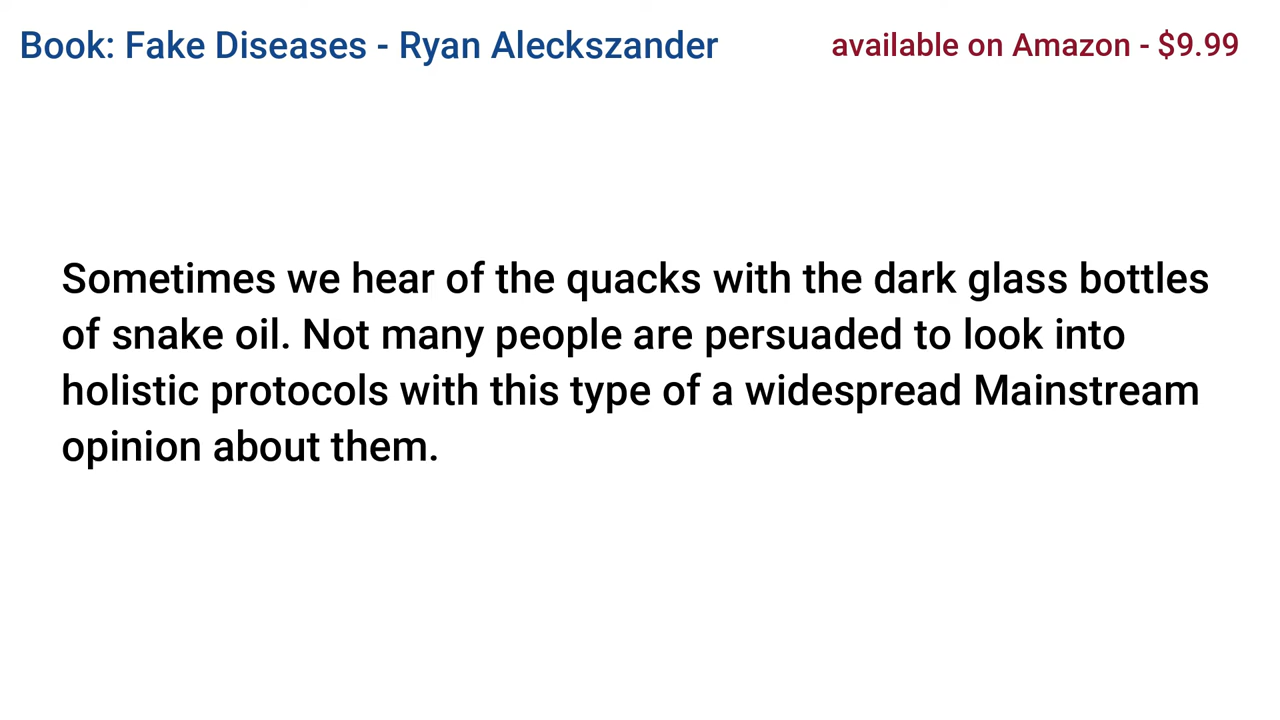 Book: Fake Diseases - Ryan Aleckszander
available on Amazon - $9.99
Sometimes we hear of the quacks with the dark glass bottles
of snake oil. Not many people are persuaded to look into
holistic protocols with this type of a widespread Mainstream
opinion about them.